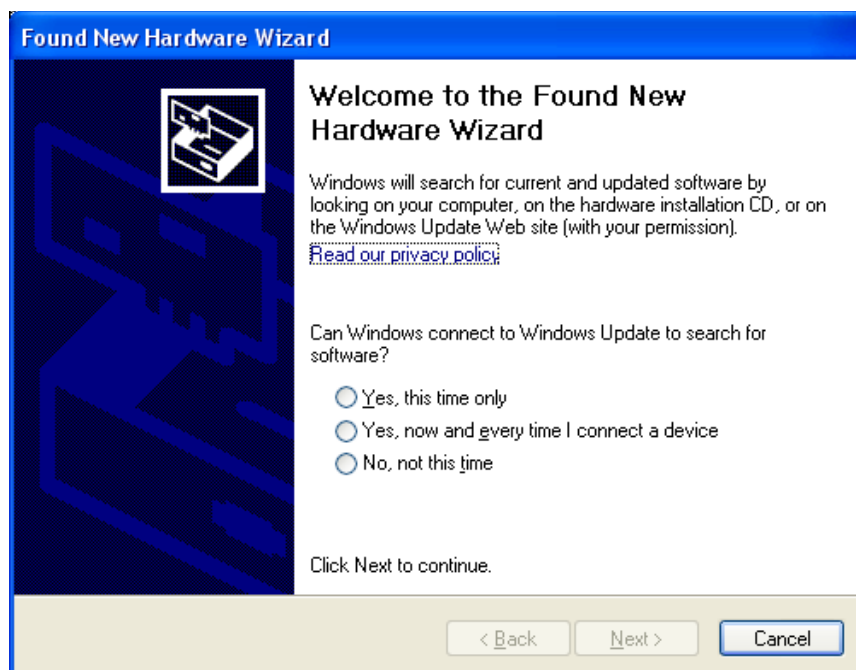 Found New Hardware Wizard
Welcome to the Found New
Hardware Wizard
Windows will search for current and updated software by
looking on your computer, on the hardware installation CD, or on
the Windows Update Web site (with your permission).
Read our privacy policy
Can Windows connect to Windows Update to search for
software?
Yes, this time only
Yes, now and every time I connect a device
No, not this time
Click Next to continue.
< Back
Next >
Cancel